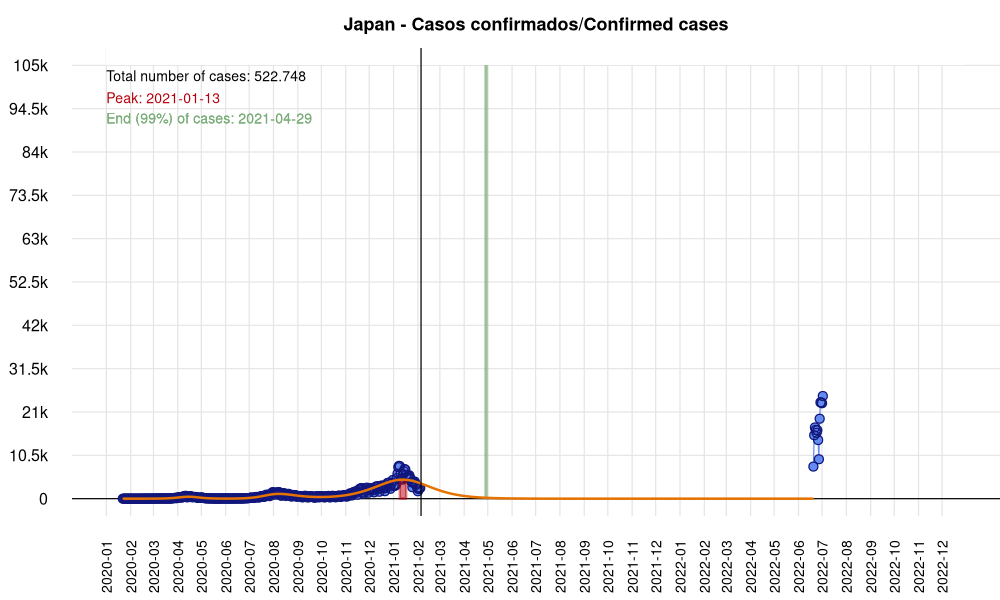 Japan - Casos confirmados/Confirmed cases
Total number of cases: 522.748
Peak: 2021-01-13
End (99%) of cases: 2021-04-29
105k
94.5k
84k
73.5k
63k
52.5k
42k
31.5k
21k
10.5k
0
2020-01
2020-02
2020-03
2020-04
2020-05
2020-06
2020-07
2020-08
2020-09
2020-10
2020-11
2020-12
2021-01
2021-02
2021-03
2021-04
2021-05
2021-06
2021-07
2021-08
2021-09
2021-10
2021-11
2021-12
2022-01
2022-02
2022-03
2022-04
2022-05
2022-06
2022-07
2022-08
2022-09
2022-10
2022-11
2022-12